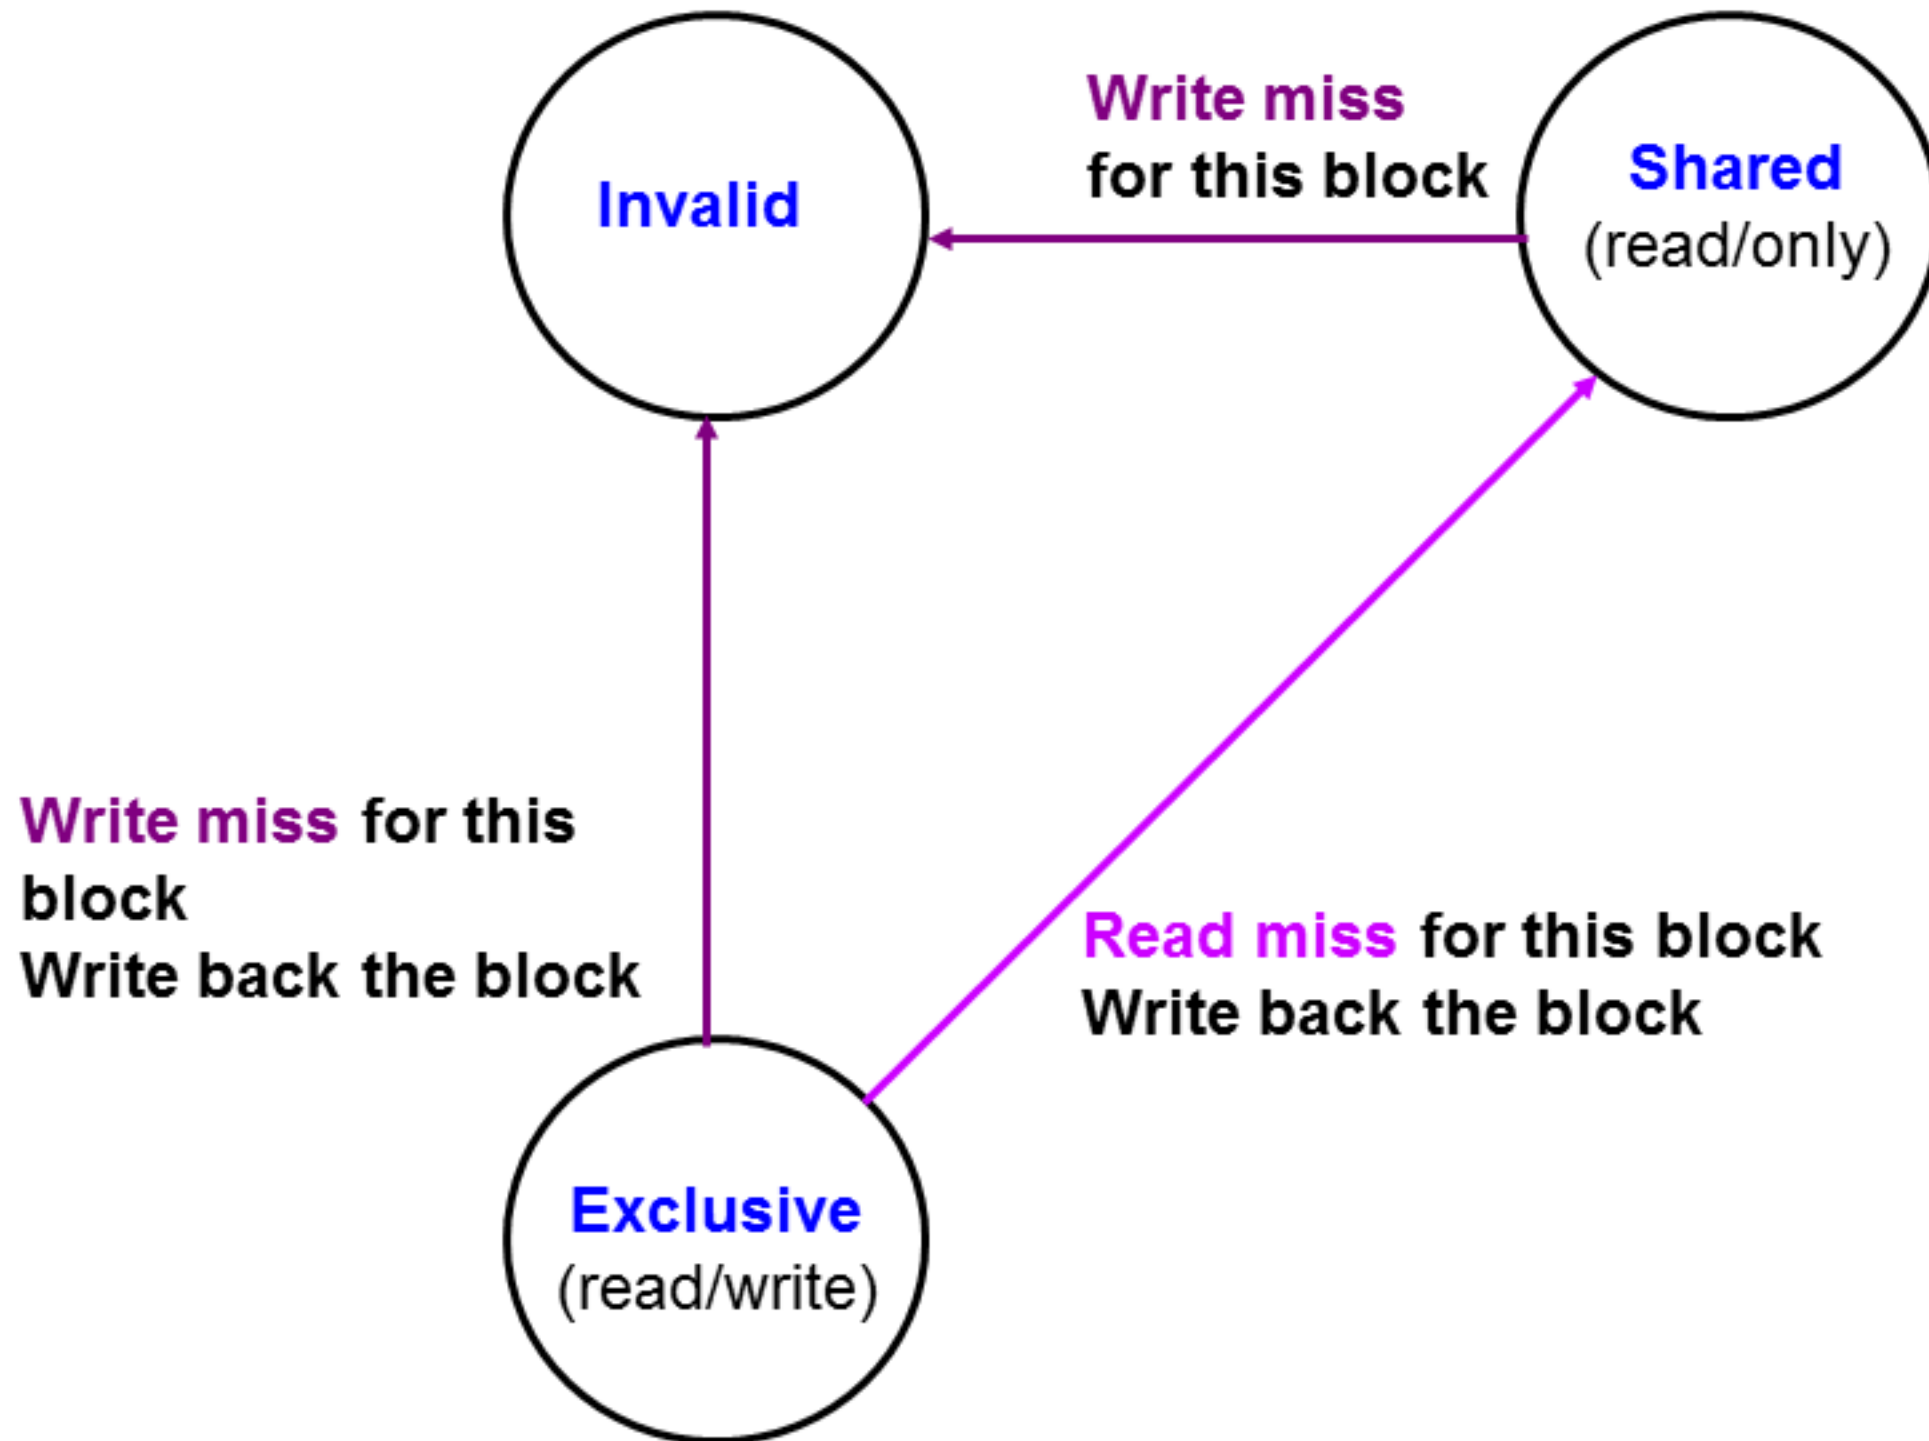 Invalid
Write miss
for this block
Shared
(read/only)
Write miss for this
block
Write back the block
Read miss for this block
Write back the block
Exclusive
(read/write)